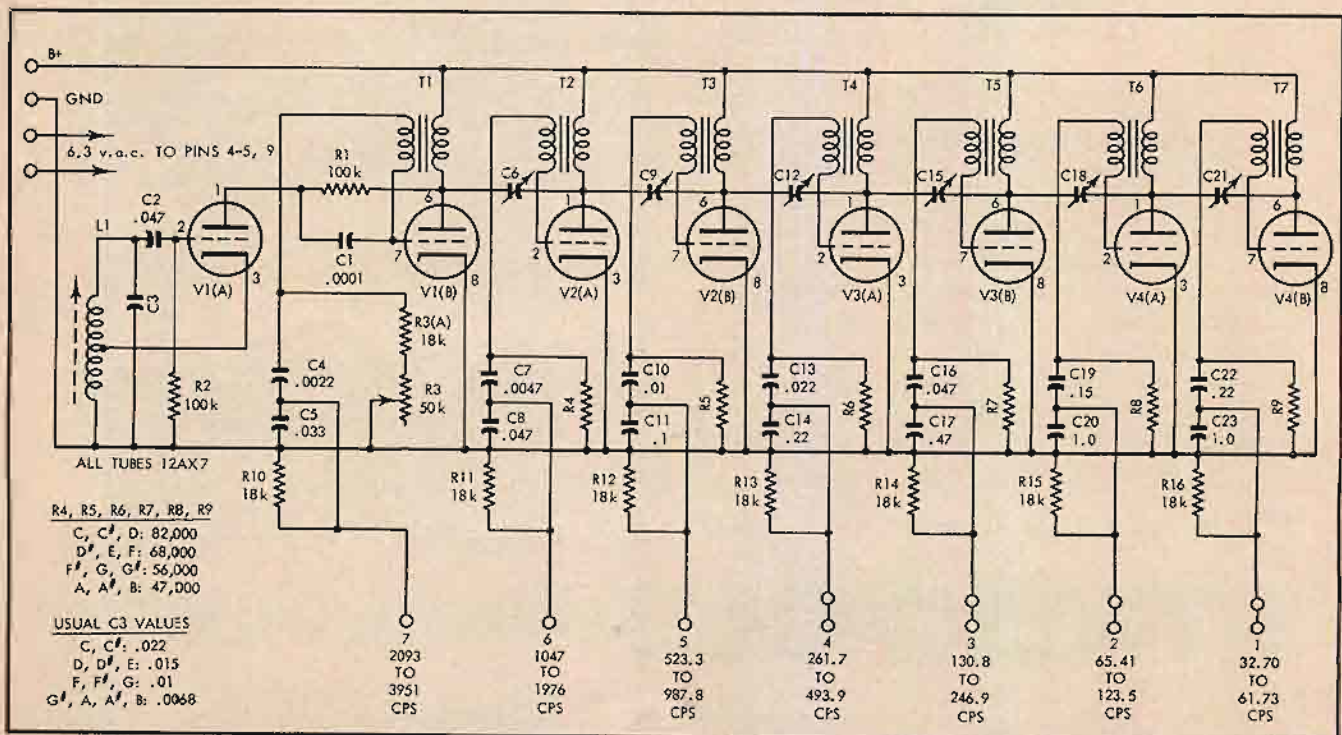 B+
GND
6.3 v.a.c. TO PINS 4-5, 9
T1
T2
T3
T4
T5
T6
T7
R1
100k
C1
.0001
C2
.047
L1
C3
R2
100k
1
2
3
V1(A)
6
7
8
V1(B)
C6
1
2
3
V2(A)
C9
6
7
8
V2(B)
C12
1
2
3
V3(A)
C15
6
7
8
V3(B)
C18
1
2
3
V4(A)
C21
6
7
8
V4(B)
R3(A)
18k
R3
50k
C4
.0022
C5
.033
R10
18k
C7
.0047
C8
.047
R4
R11
18k
C10
.01
C11
.1
R5
R12
18k
C13
.022
C14
.22
R6
R13
18k
C16
.047
C17
.47
R7
R14
18k
C19
.15
C20
1.0
R8
R15
18k
C22
.22
C23
1.0
R9
R16
18k
ALL TUBES 12AX7
R4, R5, R6, R7, R8, R9
C, C#, D: 82,000
D#, E, F: 68,000
F#, G, G#: 56,000
A, A#, B: 47,000
USUAL C3 VALUES
C, C#: .022
D, D#, E: .015
F, F#, G: .01
G#, A, A#, B: .0068
7
2093
TO
3951
CPS
6
1047
TO
1976
CPS
5
523.3
TO
987.8
CPS
4
261.7
TO
493.9
CPS
3
130.8
TO
246.9
CPS
2
65.41
TO
123.5
CPS
1
32.70
TO
61.73
CPS